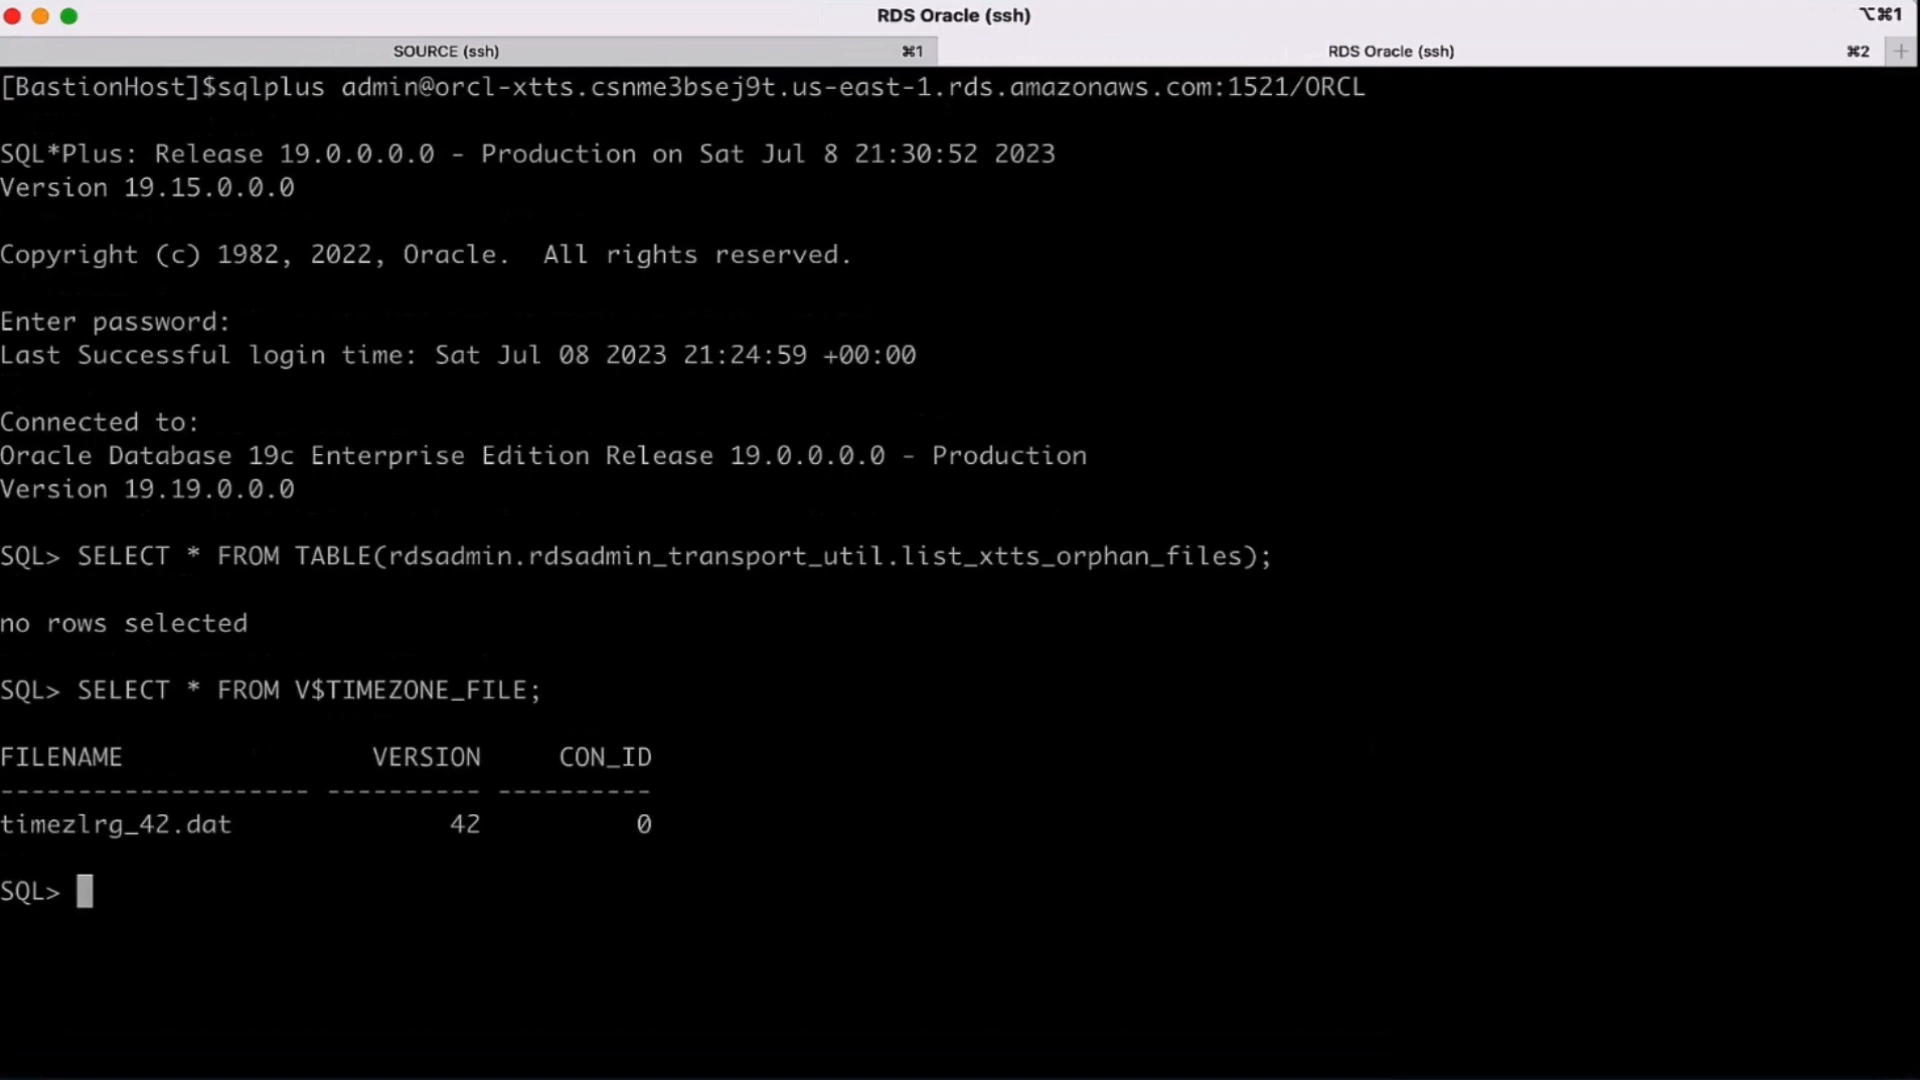 RDS Oracle (ssh)
⌥⌘1
SOURCE (ssh) ⌘1
RDS Oracle (ssh) ⌘2 +
[BastionHost]$sqlplus admin@orcl-xtts.csnme3bsej9t.us-east-1.rds.amazonaws.com:1521/ORCL
SQL*Plus: Release 19.0.0.0.0 - Production on Sat Jul 8 21:30:52 2023
Version 19.15.0.0.0
Copyright (c) 1982, 2022, Oracle.  All rights reserved.
Enter password:
Last Successful login time: Sat Jul 08 2023 21:24:59 +00:00
Connected to:
Oracle Database 19c Enterprise Edition Release 19.0.0.0.0 - Production
Version 19.19.0.0.0
SQL> SELECT * FROM TABLE(rdsadmin.rdsadmin_transport_util.list_xtts_orphan_files);
no rows selected
SQL> SELECT * FROM V$TIMEZONE_FILE;
FILENAME                VERSION     CON_ID
-------------------- ---------- ----------
timezlrg_42.dat              42          0
SQL>